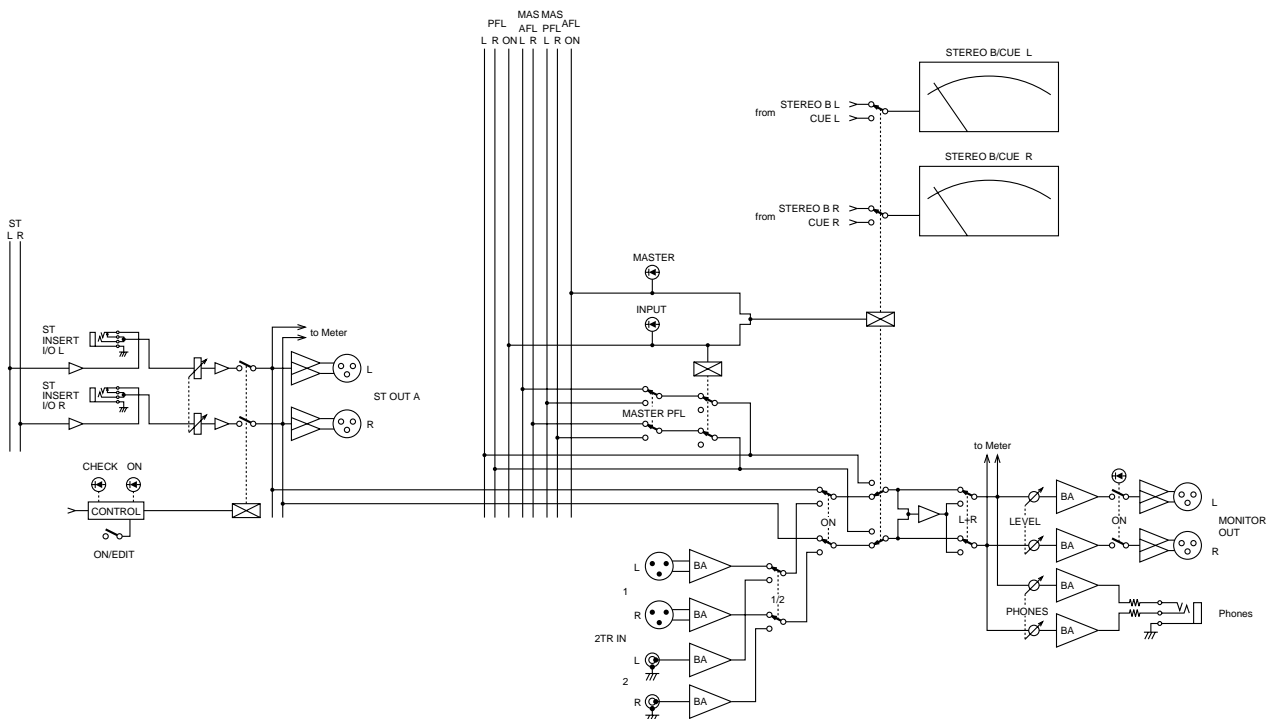 MAS MAS
PFL AFL PFL AFL
L R ON L R L R ON
STEREO B/CUE L
from STEREO B L
CUE L
STEREO B/CUE R
from STEREO B R
CUE R
ST
L R
MASTER
INPUT
to Meter
ST
INSERT
I/O L
L
ST OUT A
ST
INSERT
I/O R
R
MASTER PFL
to Meter
CHECK ON
CONTROL
ON/EDIT
ON
L+R
LEVEL
BA
ON
L
MONITOR
OUT
BA
R
L
BA
1
1/2
R
BA
PHONES
BA
BA
Phones
2TR IN
L
BA
2
R
BA